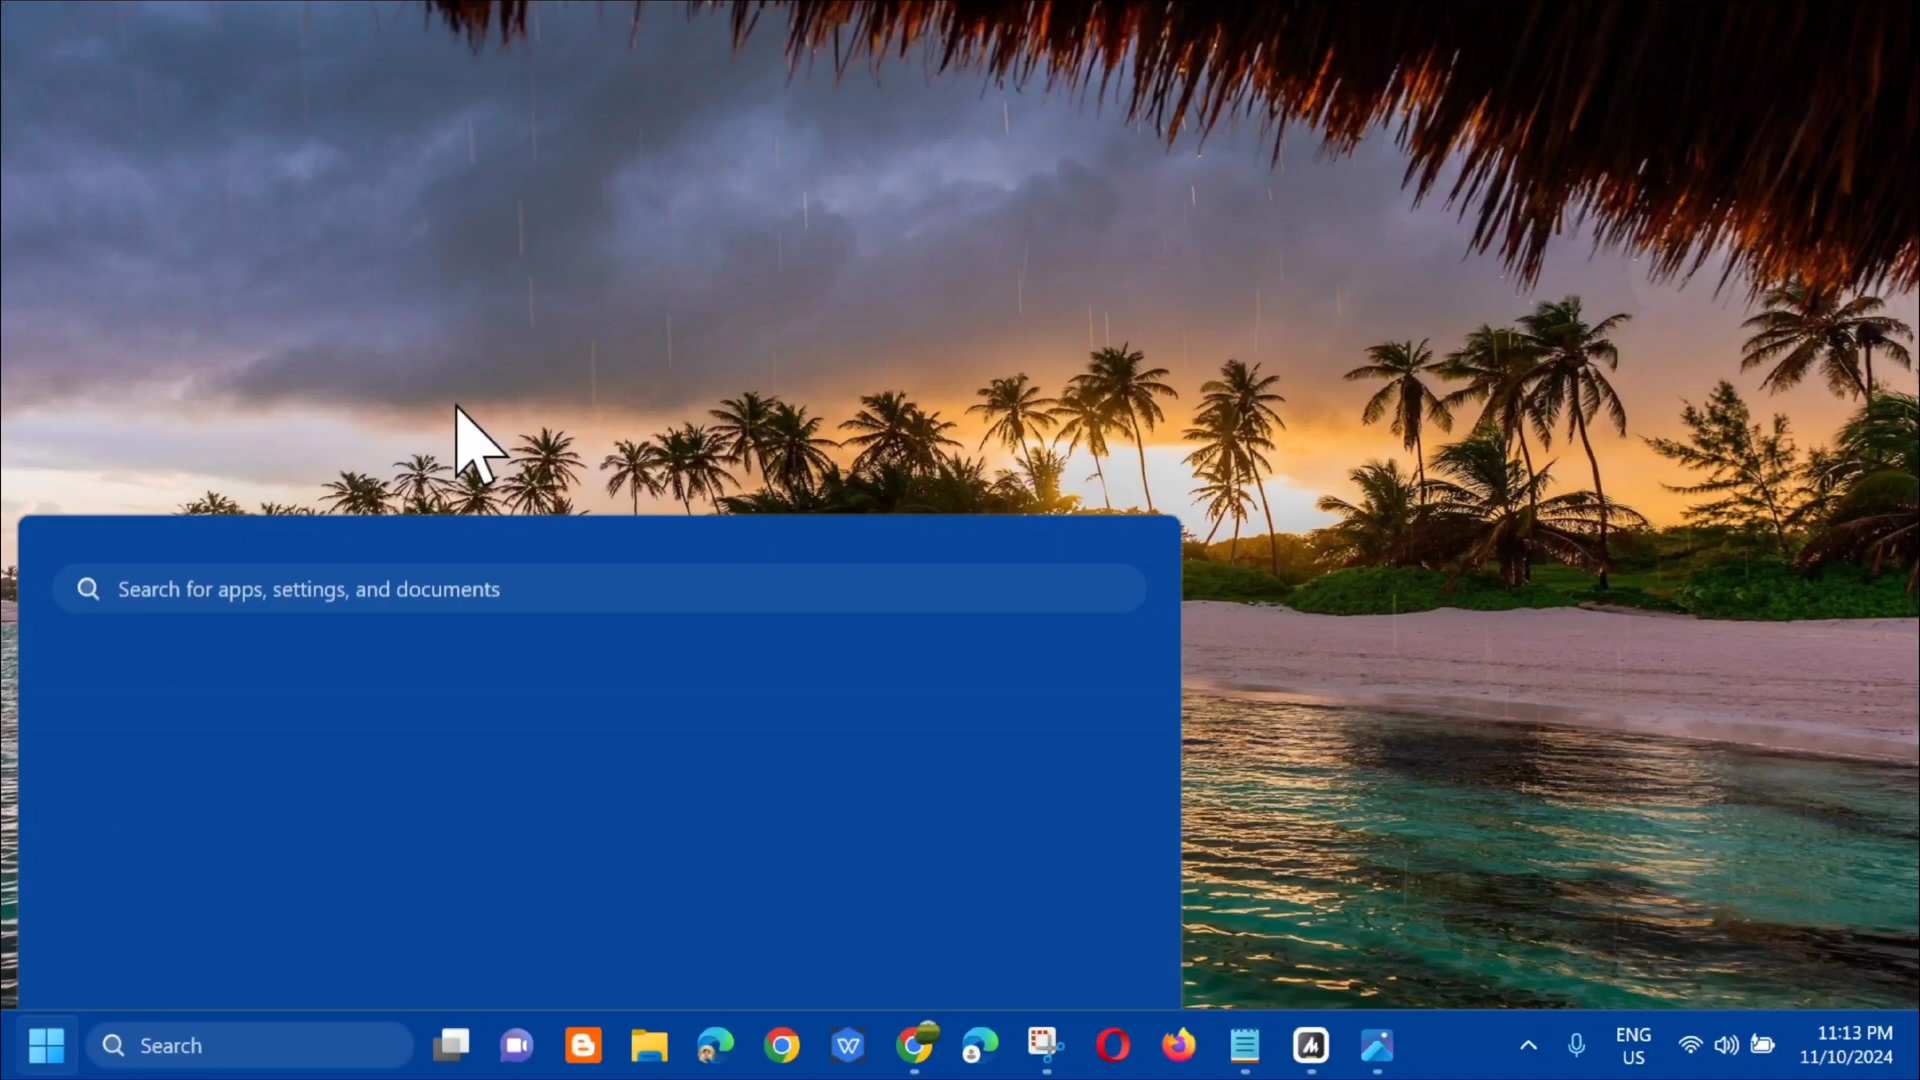 Search for apps, settings, and documents
Search
ENG
US
11:13 PM
11/10/2024